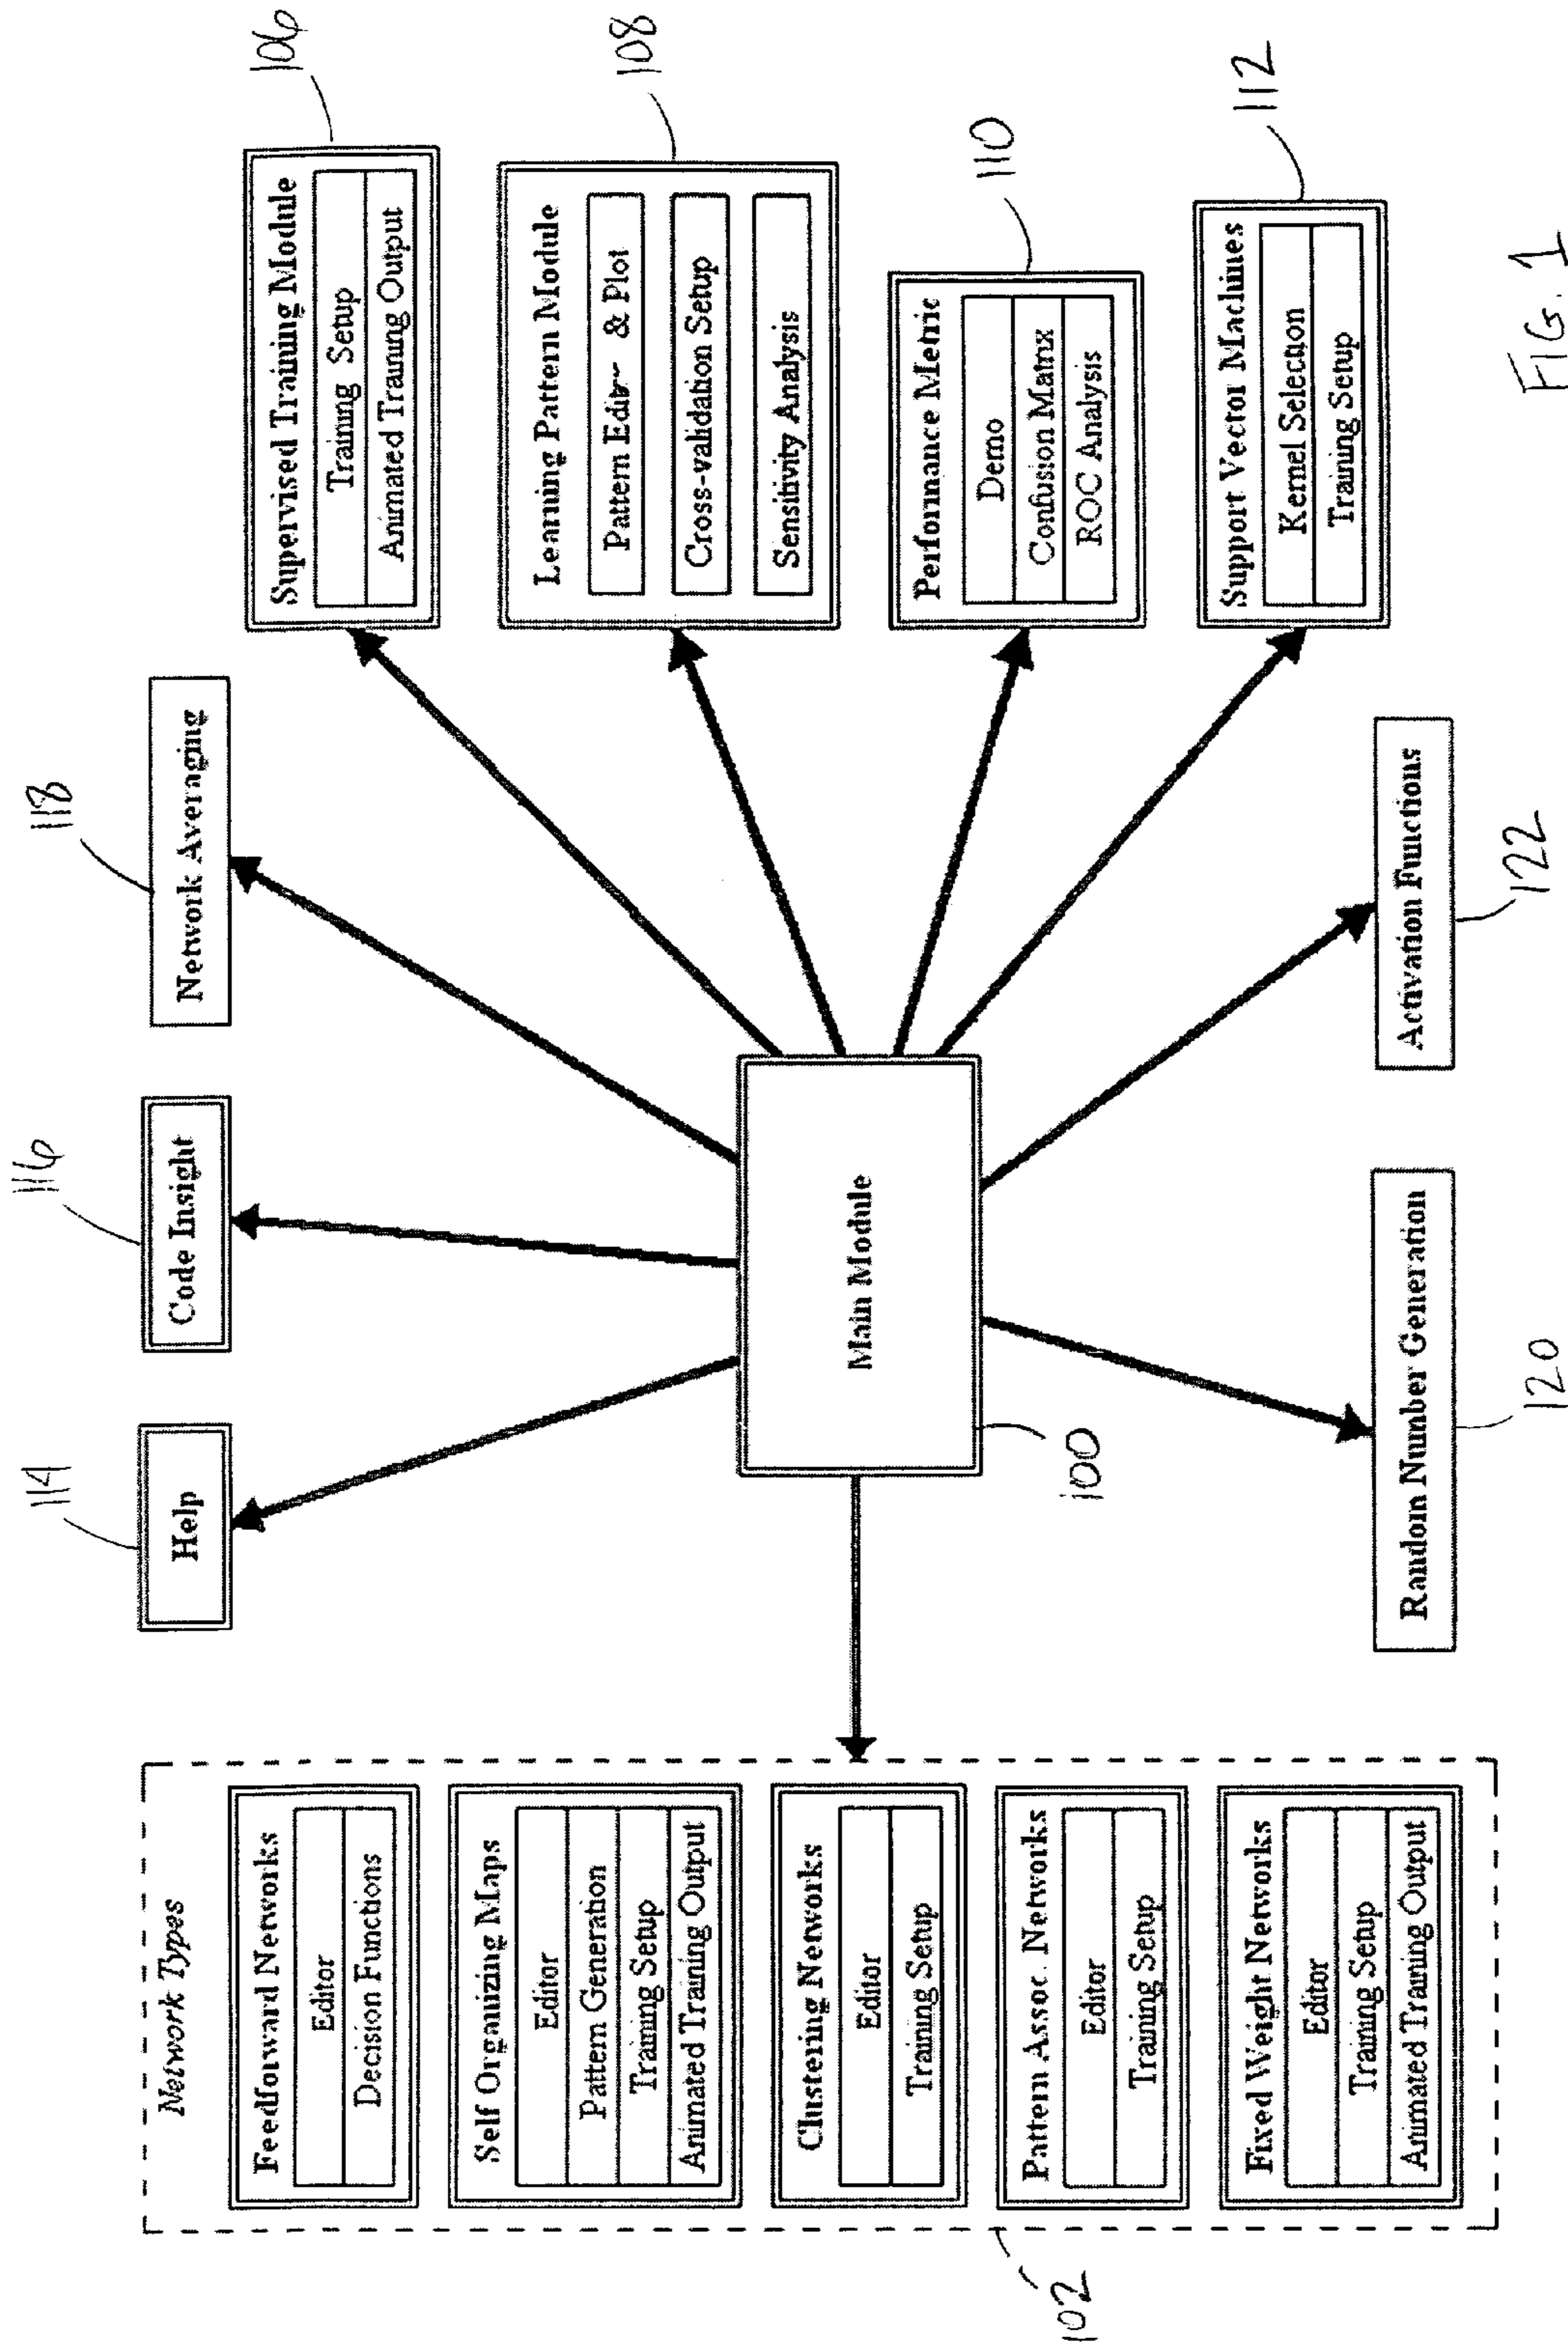 Network Types
Feedforward Networks
Editor
Decision Functions
Self Organizing Maps
Editor
Pattern Generation
Training Setup
Animated Training Output
Clustering Networks
Editor
Training Setup
Pattern Assoc. Networks
Editor
Training Setup
Fixed Weight Networks
Editor
Training Setup
Animated Training Output
102
114
Help
116
Code Insight
118
Network Averaging
Main Module
100
Random Number Generation
120
Activation Functions
122
106
Supervised Training Module
Training Setup
Animated Training Output
108
Learning Pattern Module
Pattern Editor & Plot
Cross-validation Setup
Sensitivity Analysis
110
Performance Metric
Demo
Confusion Matrix
ROC Analysis
112
Support Vector Machines
Kernel Selection
Training Setup
FIG. 1